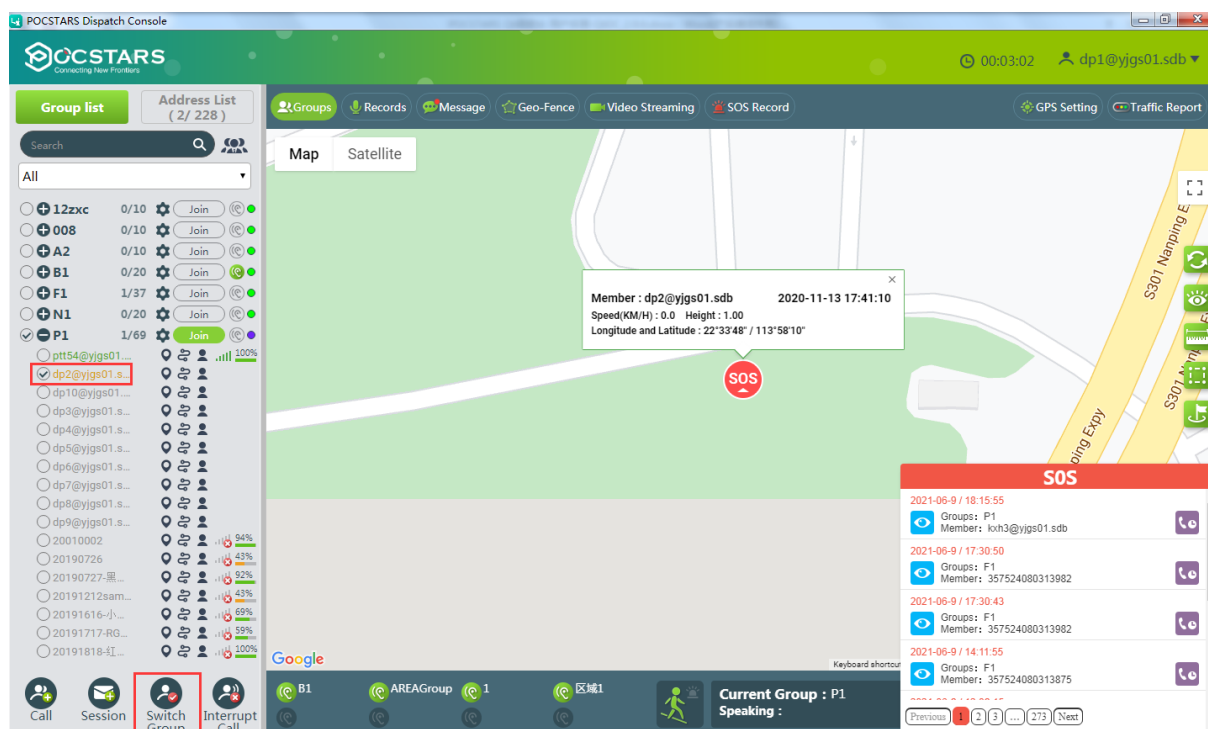 POCSTARS Dispatch Console
POCSTARS
Connecting New Frontiers
00:03:02
dp1@yjgs01.sdb
Group list
Address List
( 2/ 228 )
Groups
Records
Message
Geo-Fence
Video Streaming
SOS Record
GPS Setting
Traffic Report
Search
All
12zxc 0/10 Join
008 0/10 Join
A2 0/10 Join
B1 0/20 Join
F1 1/37 Join
N1 0/20 Join
P1 1/69 Join
ptt54@yjgs01.... 100%
dp2@yjgs01.s...
dp10@yjgs01....
dp3@yjgs01.s...
dp4@yjgs01.s...
dp5@yjgs01.s...
dp6@yjgs01.s...
dp7@yjgs01.s...
dp8@yjgs01.s...
dp9@yjgs01.s...
20010002 94%
20190726 43%
20190727-黑... 92%
20191212sam... 43%
20191616-小... 69%
20191717-RG... 59%
20191818-红... 100%
Call
Session
Switch
Group
Interrupt
Call
Map
Satellite
Member : dp2@yjgs01.sdb 2020-11-13 17:41:10
Speed(KM/H) : 0.0 Height : 1.00
Longitude and Latitude : 22°33'48" / 113°58'10"
SOS
S301 Nanping E
S301 Nan
ping Expy
Google
Keyboard shortcu
SOS
2021-06-9 / 18:15:55
Groups: P1
Member: kxh3@yjgs01.sdb
2021-06-9 / 17:30:50
Groups: F1
Member: 357524080313982
2021-06-9 / 17:30:43
Groups: F1
Member: 357524080313982
2021-06-9 / 14:11:55
Groups: F1
Member: 357524080313875
Previous 1 2 3 ... 273 Next
B1
AREAGroup
1
区域1
Current Group : P1
Speaking :